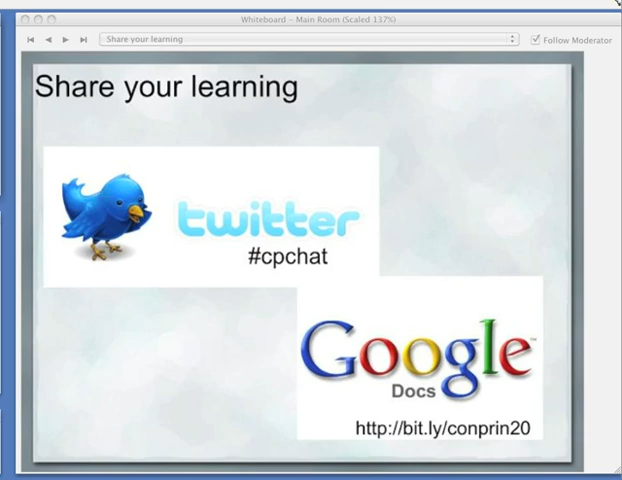 Whiteboard – Main Room (Scaled 137%)
Share your learning
Follow Moderator
Share your learning
twitter
#cpchat
Google™
Docs
http://bit.ly/conprin20